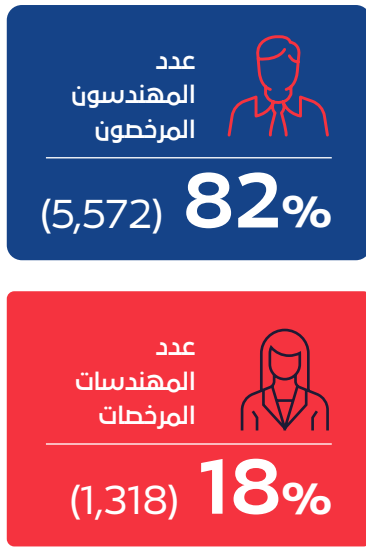 عدد
المهندسون
المرخصون
82% (5,572)
عدد
المهندسات
المرخصات
18% (1,318)